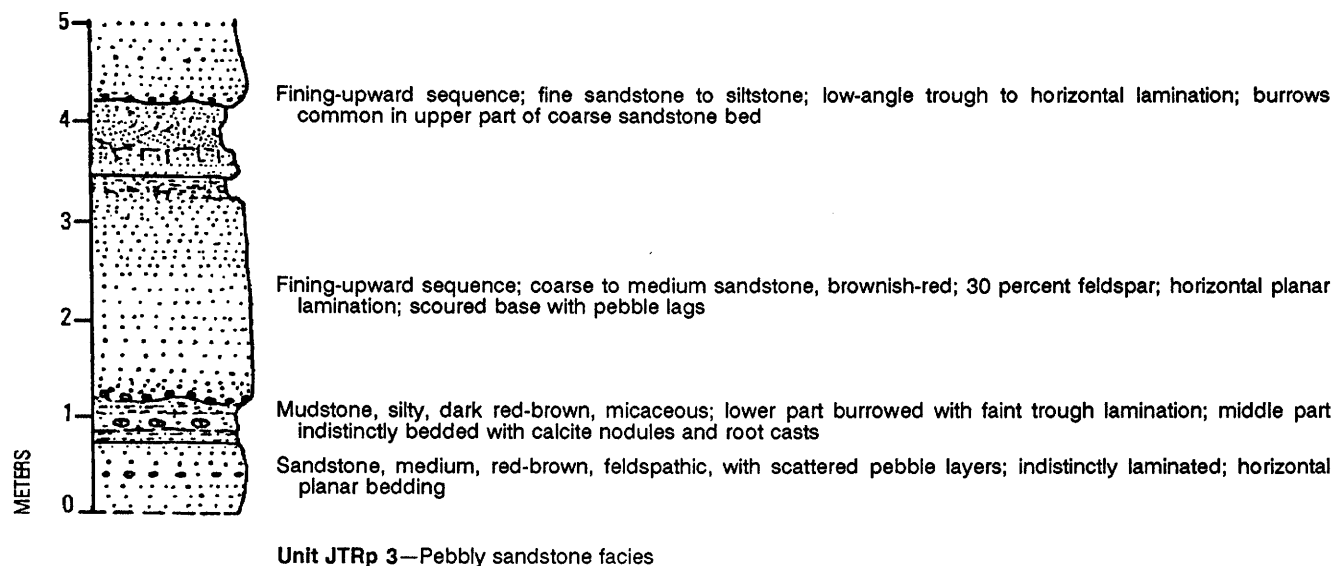 5
Fining-upward sequence; fine sandstone to siltstone; low-angle trough to horizontal lamination; burrows
common in upper part of coarse sandstone bed
4
3
Fining-upward sequence; coarse to medium sandstone, brownish-red; 30 percent feldspar; horizontal planar
lamination; scoured base with pebble lags
2
1
Mudstone, silty, dark red-brown, micaceous; lower part burrowed with faint trough lamination; middle part
indistinctly bedded with calcite nodules and root casts
Sandstone, medium, red-brown, feldspathic, with scattered pebble layers; indistinctly laminated; horizontal
planar bedding
0
METERS
Unit JTRp 3—Pebbly sandstone facies